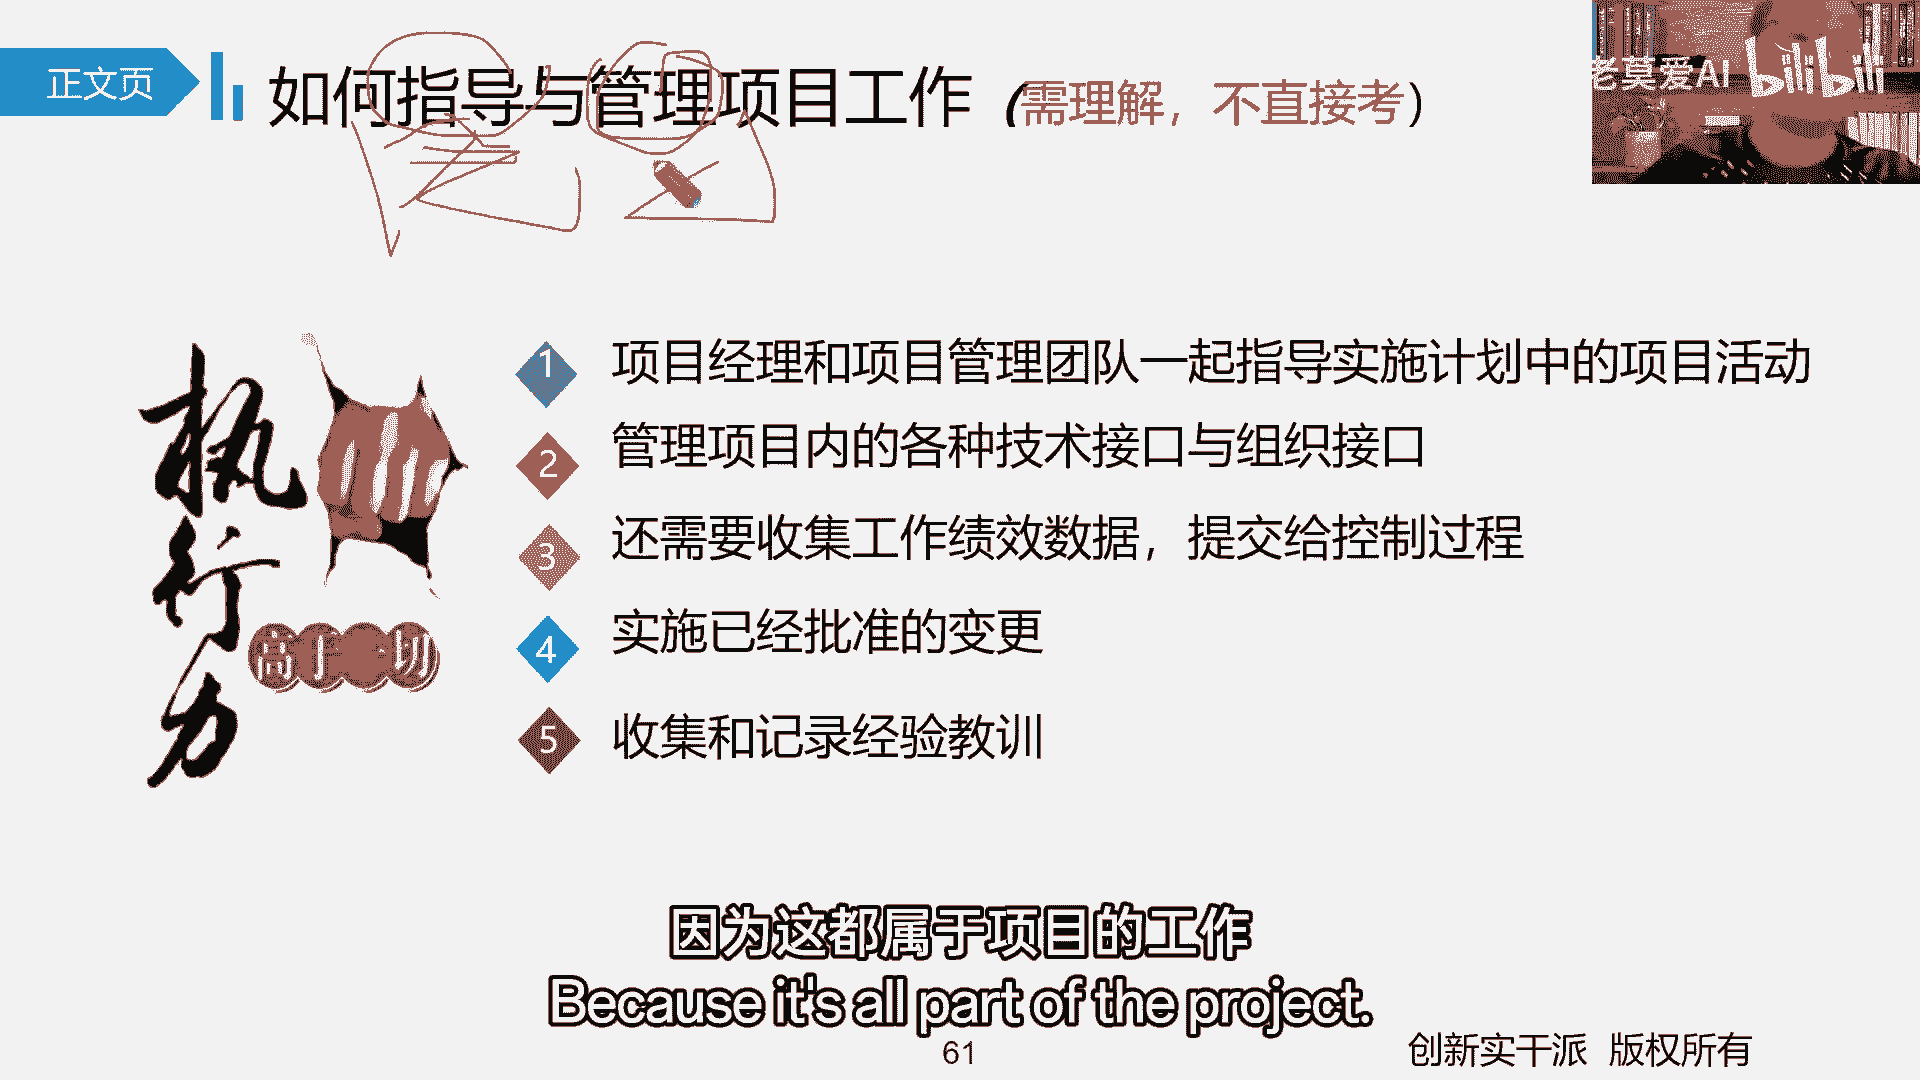 正文页
如何指导与管理项目工作（需理解，不直接考）
老莫爱AI bilibili
执行力
高于一切
1 项目经理和项目管理团队一起指导实施计划中的项目活动
2 管理项目内的各种技术接口与组织接口
3 还需要收集工作绩效数据，提交给控制过程
4 实施已经批准的变更
5 收集和记录经验教训
因为这都属于项目的工作
Because it's all part of the project.
61
创新实干派 版权所有